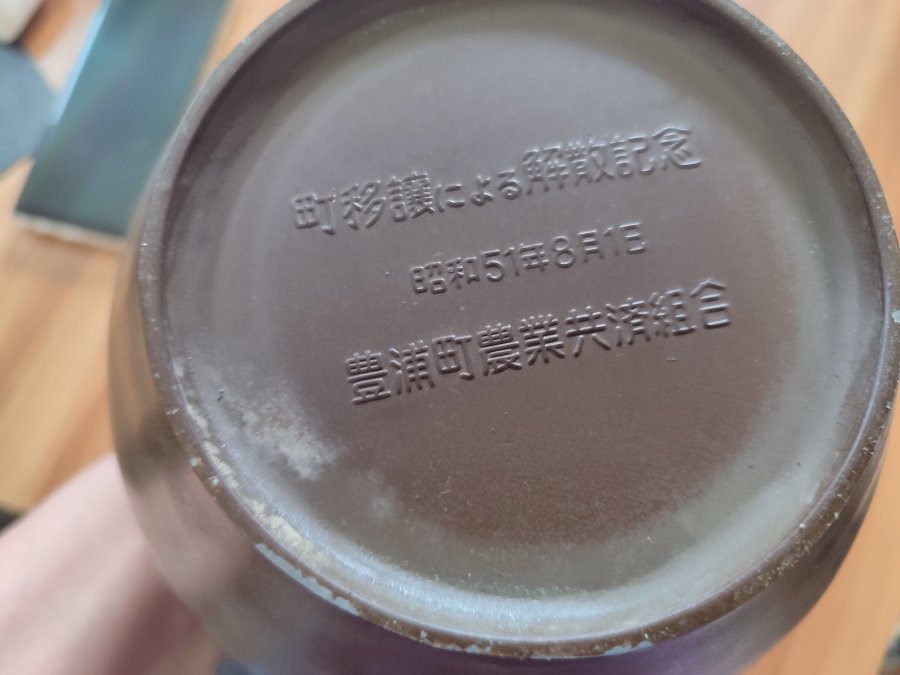 町移譲による解散記念
昭和51年8月1日
豊浦町農業共済組合